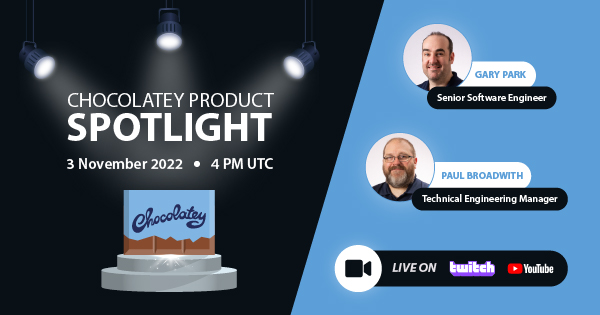 CHOCOLATEY PRODUCT
SPOTLIGHT
3 November 2022 • 4 PM UTC
Chocolatey
GARY PARK
Senior Software Engineer
PAUL BROADWITH
Technical Engineering Manager
LIVE ON twitch YouTube